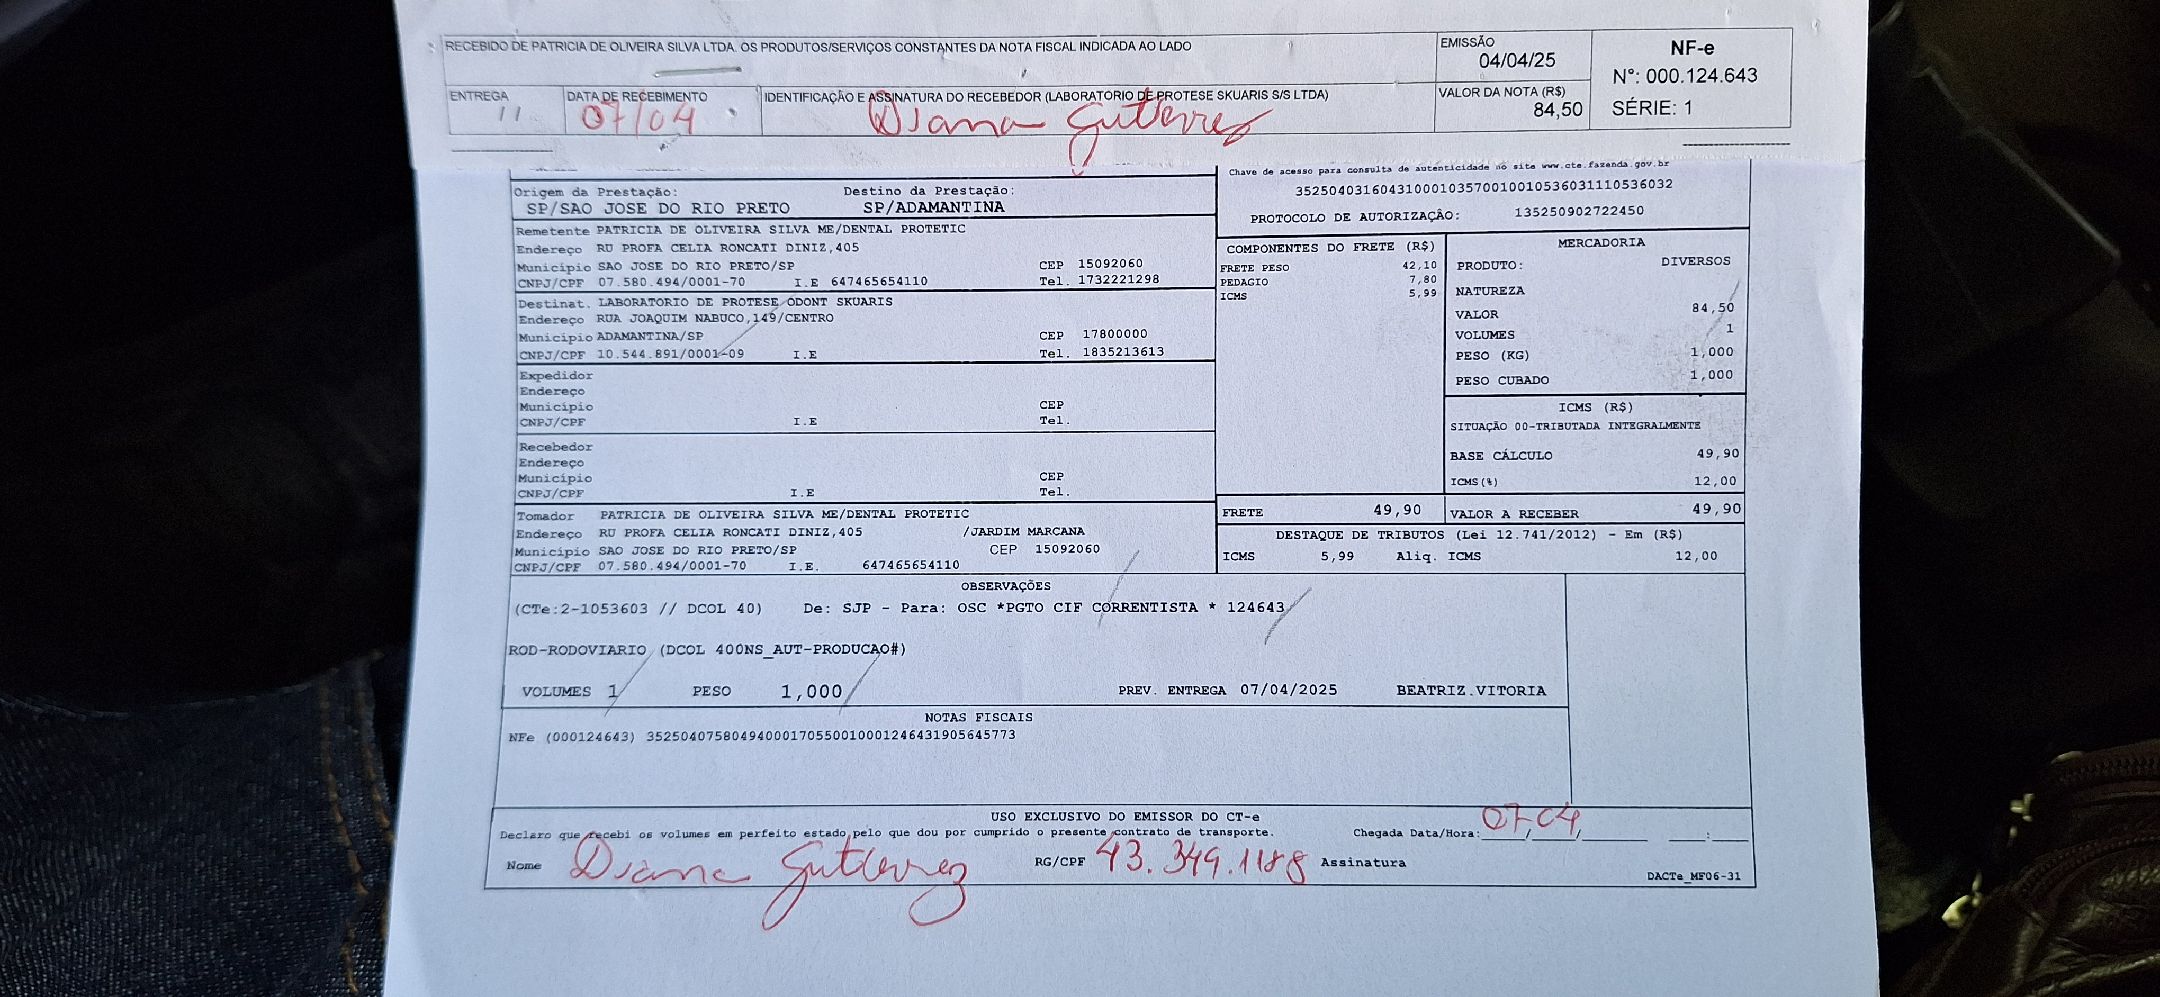 RECEBIDO DE PATRICIA DE OLIVEIRA SILVA LTDA. OS PRODUTOS/SERVIÇOS CONSTANTES DA NOTA FISCAL INDICADA AO LADO
EMISSÃO
04/04/25
NF-e
Nº: 000.124.643
SÉRIE: 1
ENTREGA
11
DATA DE RECEBIMENTO
07/04
IDENTIFICAÇÃO E ASSINATURA DO RECEBEDOR (LABORATORIO DE PROTESE SKUARIS S/S LTDA)
Diana Gutierrez
VALOR DA NOTA (R$)
84,50
Chave de acesso para consulta de autenticidade no site www.cte.fazenda.gov.br
35250403160431000103570010010536031110536032
PROTOCOLO DE AUTORIZAÇÃO: 135250902722450
Origem da Prestação: Destino da Prestação:
SP/SAO JOSE DO RIO PRETO SP/ADAMANTINA
Remetente PATRICIA DE OLIVEIRA SILVA ME/DENTAL PROTETIC
Endereço RU PROFA CELIA RONCATI DINIZ,405
Município SAO JOSE DO RIO PRETO/SP CEP 15092060
CNPJ/CPF 07.580.494/0001-70 I.E 647465654110 Tel. 1732221298
Destinat. LABORATORIO DE PROTESE ODONT SKUARIS
Endereço RUA JOAQUIM NABUCO,149/CENTRO
Município ADAMANTINA/SP CEP 17800000
CNPJ/CPF 10.544.891/0001-09 I.E Tel. 1835213613
Expedidor
Endereço
Município CEP
CNPJ/CPF I.E Tel.
Recebedor
Endereço
Município CEP
CNPJ/CPF I.E Tel.
Tomador PATRICIA DE OLIVEIRA SILVA ME/DENTAL PROTETIC
Endereço RU PROFA CELIA RONCATI DINIZ,405 /JARDIM MARCANA
Município SAO JOSE DO RIO PRETO/SP CEP 15092060
CNPJ/CPF 07.580.494/0001-70 I.E. 647465654110
COMPONENTES DO FRETE (R$)
FRETE PESO 42,10
PEDAGIO 7,80
ICMS 5,99
FRETE 49,90
MERCADORIA
PRODUTO: DIVERSOS
NATUREZA
VALOR 84,50
VOLUMES 1
PESO (KG) 1,000
PESO CUBADO 1,000
ICMS (R$)
SITUAÇÃO 00-TRIBUTADA INTEGRALMENTE
BASE CÁLCULO 49,90
ICMS(%) 12,00
VALOR A RECEBER 49,90
DESTAQUE DE TRIBUTOS (Lei 12.741/2012) - Em (R$)
ICMS 5,99 Aliq. ICMS 12,00
OBSERVAÇÕES
(CTe:2-1053603 // DCOL 40) De: SJP - Para: OSC *PGTO CIF CORRENTISTA * 124643
ROD-RODOVIARIO (DCOL 400NS_AUT-PRODUCAO#)
VOLUMES 1 PESO 1,000 PREV. ENTREGA 07/04/2025 BEATRIZ.VITORIA
NOTAS FISCAIS
NFe (000124643) 35250407580494000170550010001246431905645773
USO EXCLUSIVO DO EMISSOR DO CT-e
Declaro que recebi os volumes em perfeito estado pelo que dou por cumprido o presente contrato de transporte. Chegada Data/Hora: 07/04/ :
Nome Diana Gutierrez RG/CPF 43.349.1188 Assinatura
DACTe_MF06-31